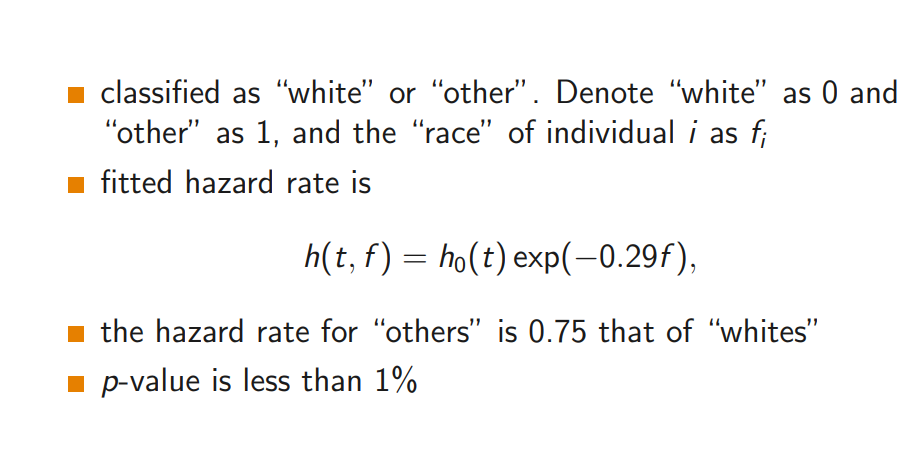 classified as “white” or “other”. Denote “white” as 0 and
“other” as 1, and the “race” of individual i as fᵢ
fitted hazard rate is
h(t, f) = h₀(t) exp(−0.29f),
the hazard rate for “others” is 0.75 that of “whites”
p-value is less than 1%